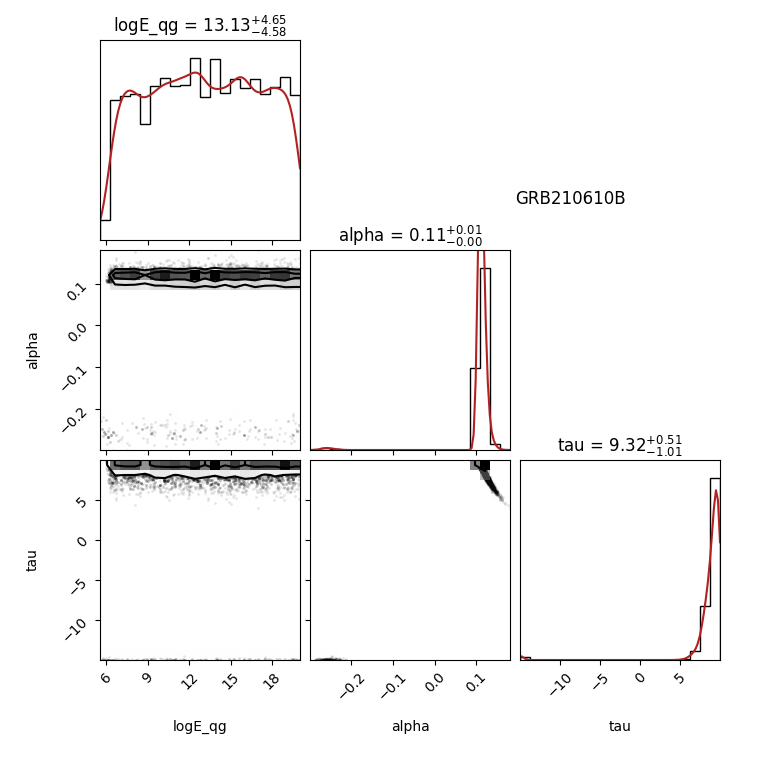 logE_qg = 13.13+4.65−4.58
GRB210610B
alpha = 0.11+0.01−0.00
0.1
0.0
−0.1
−0.2
alpha
tau = 9.32+0.51−1.01
5
0
−5
−10
tau
6 9 12 15 18
−0.2 −0.1 0.0 0.1
−10 −5 0 5
logE_qg alpha tau